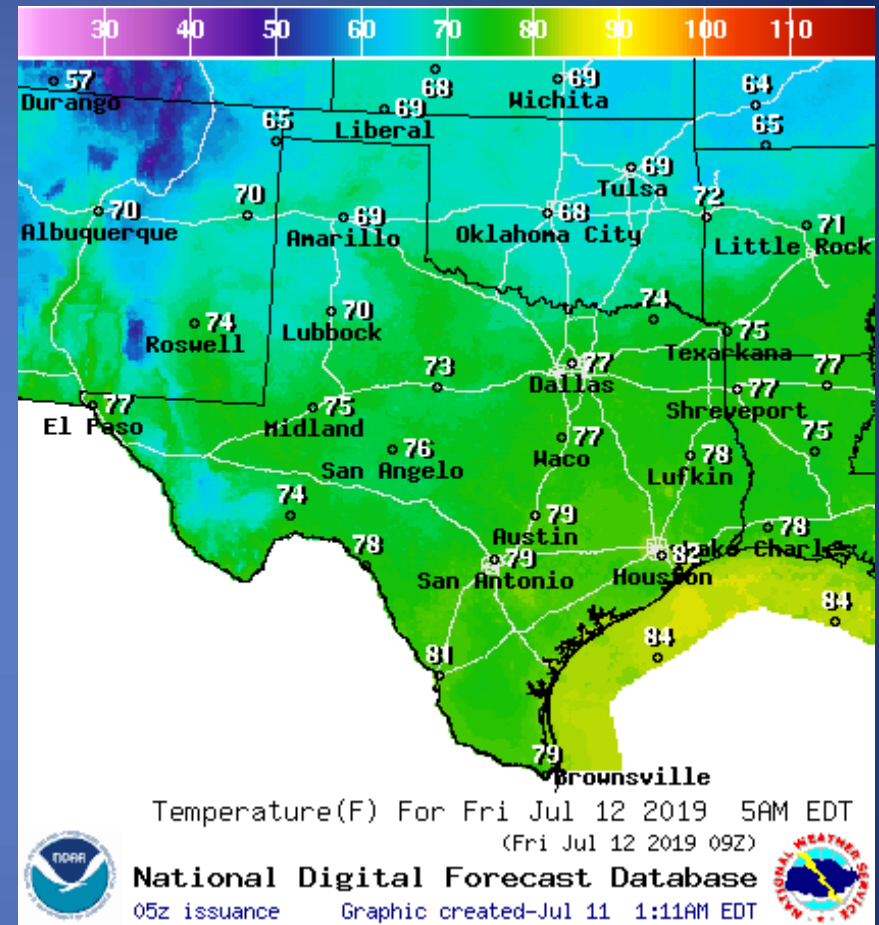 30 40 50 60 70 80 90 100 110
57
Durango
68
69
Wichita
69
Liberal
64
65
65
69
Tulsa
70
Albuquerque
70
69
Amarillo
68
Oklahoma City
72
71
Little Rock
74
Roswell
70
Lubbock
74
75
Texarkana
77
Dallas
73
77
El Paso
75
Midland
77
Shreveport
77
76
San Angelo
77
Waco
78
Lufkin
75
74
79
Austin
78
Lake Charles
78
79
San Antonio
82
Houston
84
84
81
79
Brownsville
Temperature(F) For Fri Jul 12 2019 5AM EDT
(Fri Jul 12 2019 09Z)
NOAA
National Digital Forecast Database
05z issuance Graphic created-Jul 11 1:11AM EDT
NATIONAL WEATHER SERVICE